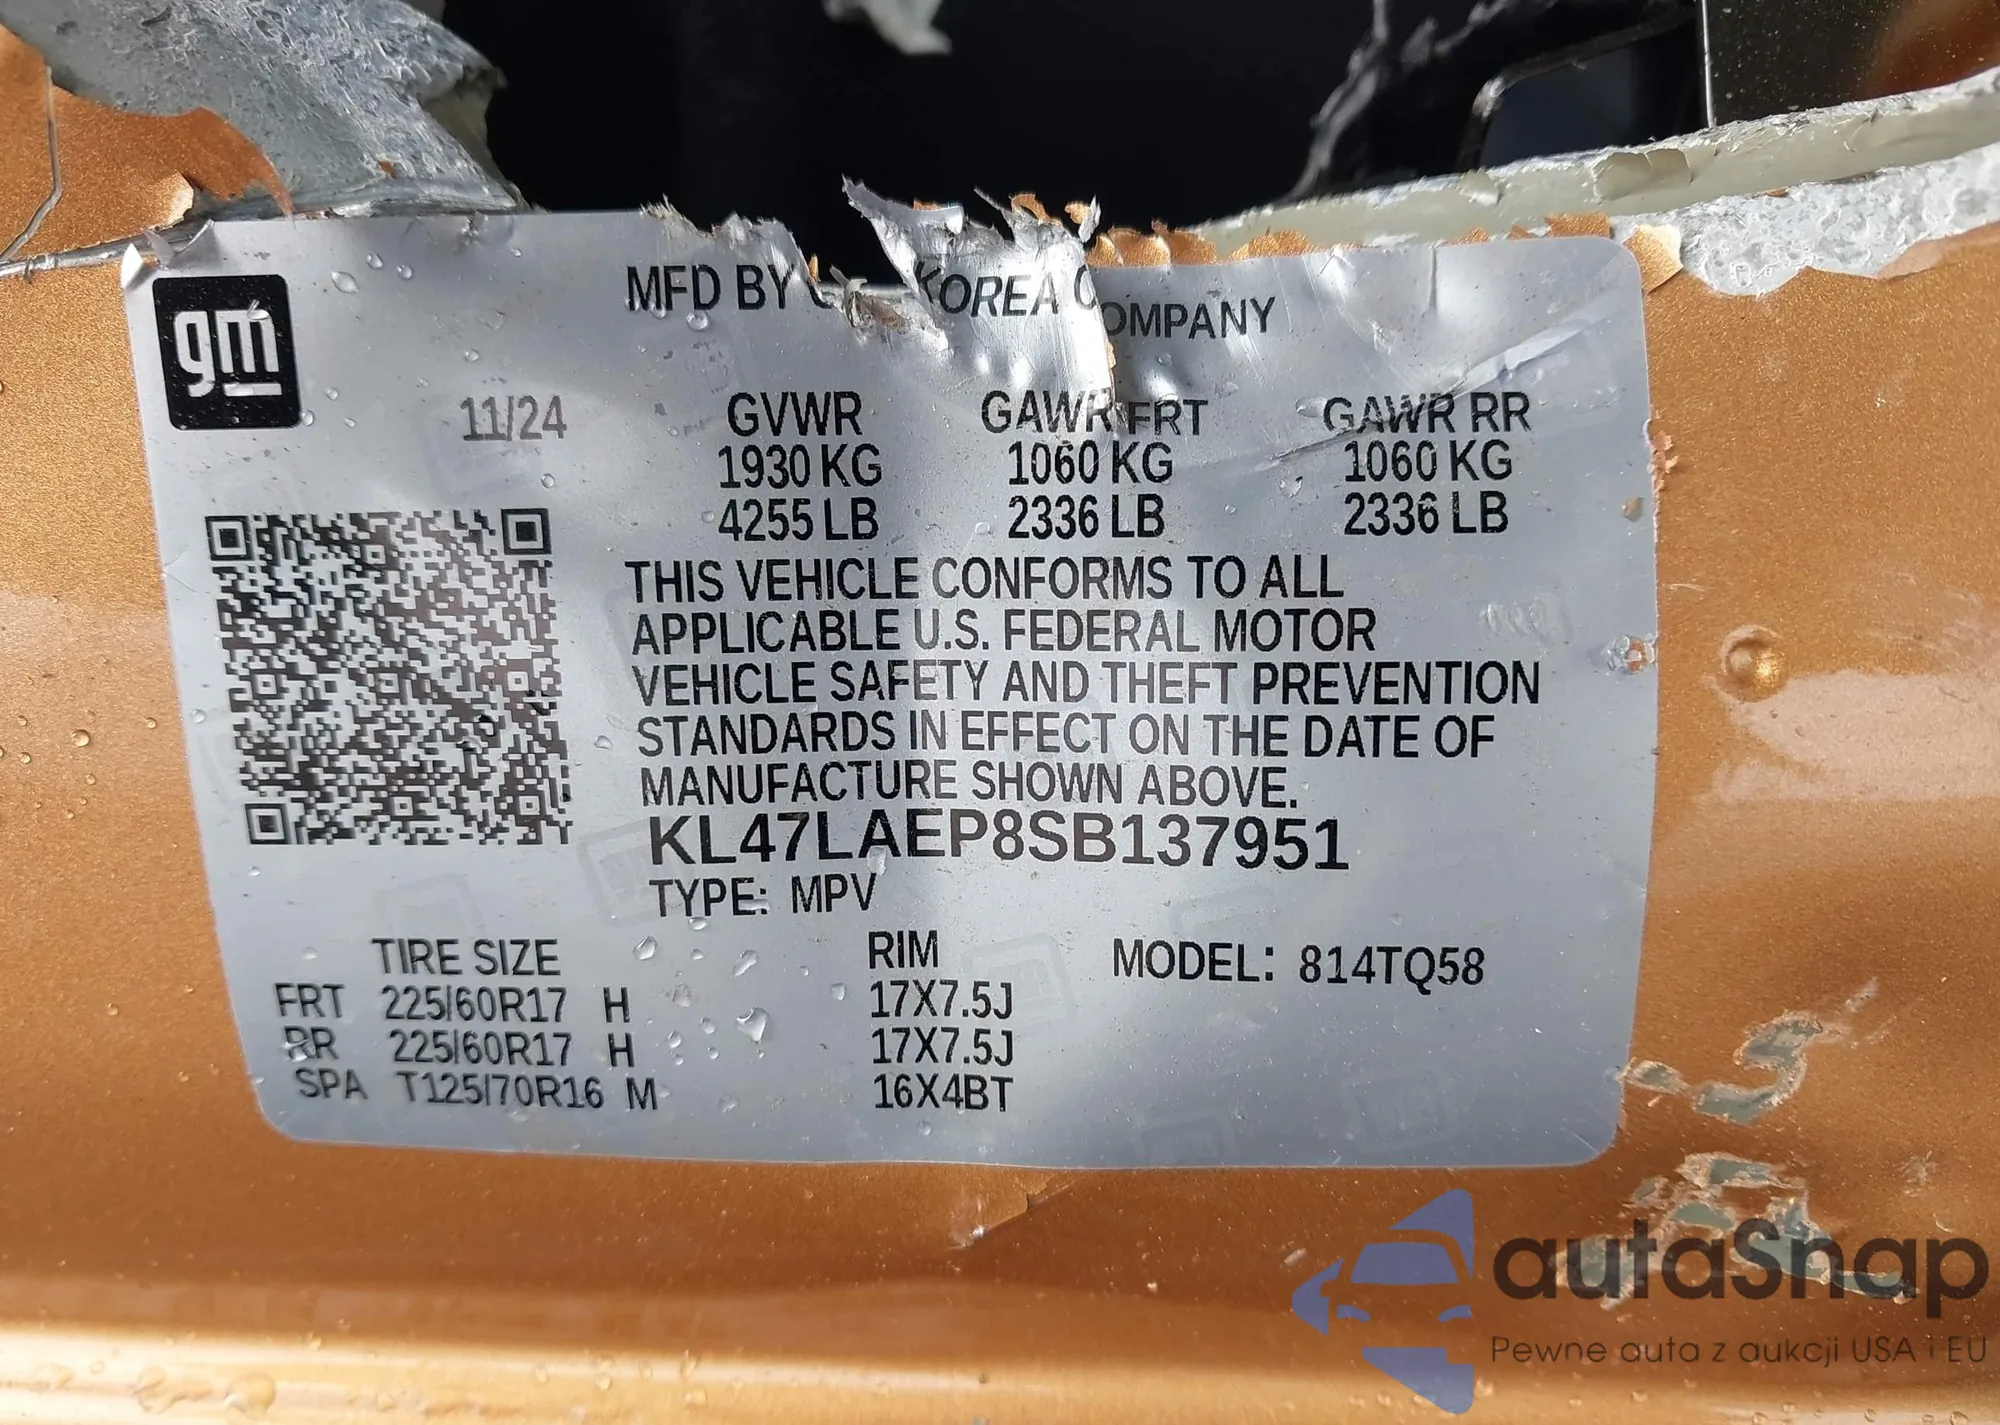 gm
MFD BY KOREA COMPANY
11/24
GVWR GAWR FRT GAWR RR
1930 KG 1060 KG 1060 KG
4255 LB 2336 LB 2336 LB
THIS VEHICLE CONFORMS TO ALL
APPLICABLE U.S. FEDERAL MOTOR
VEHICLE SAFETY AND THEFT PREVENTION
STANDARDS IN EFFECT ON THE DATE OF
MANUFACTURE SHOWN ABOVE.
KL47LAEP8SB137951
TYPE: MPV
TIRE SIZE RIM MODEL: 814TQ58
FRT 225/60R17 H 17X7.5J
RR 225/60R17 H 17X7.5J
SPA T125/70R16 M 16X4BT
autaSnap
Pewne auta z aukcji USA i EU